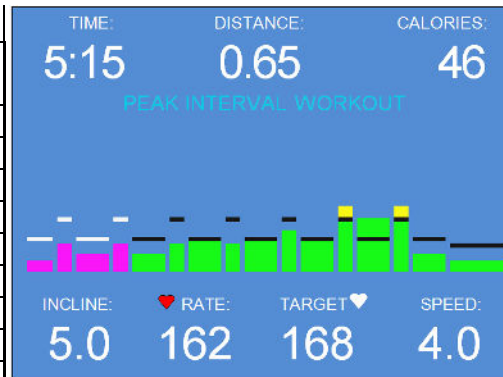 TIME: DISTANCE: CALORIES:
5:15 0.65 46
PEAK INTERVAL WORKOUT
INCLINE: RATE: TARGET SPEED:
5.0 162 168 4.0